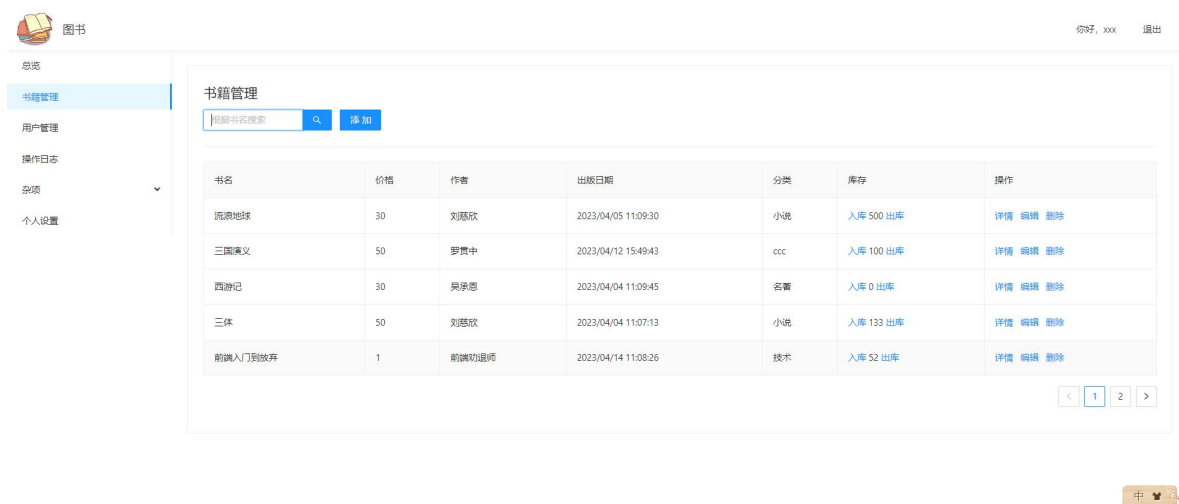 图书
你好，xxx 退出
总览
书籍管理
用户管理
操作日志
杂项
个人设置
书籍管理
根据书名搜索 添加
书名 价格 作者 出版日期 分类 库存 操作
流浪地球 30 刘慈欣 2023/04/05 11:09:30 小说 入库 500 出库 详情 编辑 删除
三国演义 50 罗贯中 2023/04/12 15:49:43 ccc 入库 100 出库 详情 编辑 删除
西游记 30 吴承恩 2023/04/04 11:09:45 名著 入库 0 出库 详情 编辑 删除
三体 50 刘慈欣 2023/04/04 11:07:13 小说 入库 133 出库 详情 编辑 删除
前端入门到放弃 1 前端劝退师 2023/04/14 11:08:26 技术 入库 52 出库 详情 编辑 删除
< 1 2 >
中